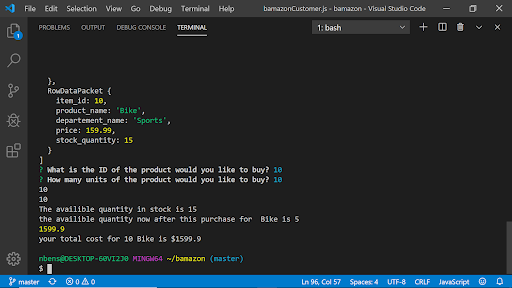 File Edit Selection View Go Debug Terminal Help bamazonCustomer.js - bamazon - Visual Studio Code
PROBLEMS OUTPUT DEBUG CONSOLE TERMINAL 1: bash
1
},
RowDataPacket {
item_id: 10,
product_name: 'Bike',
departement_name: 'Sports',
price: 159.99,
stock_quantity: 15
}
]
? What is the ID of the product would you like to buy? 10
? How many units of the product would you like to buy? 10
10
10
The availible quantity in stock is 15
the availible quantity now after this purchase for Bike is 5
1599.9
your total cost for 10 Bike is $1599.9
nbens@DESKTOP-60VI2J0 MINGW64 ~/bamazon (master)
$
master 0 0 Ln 96, Col 57 Spaces: 4 UTF-8 CRLF JavaScript